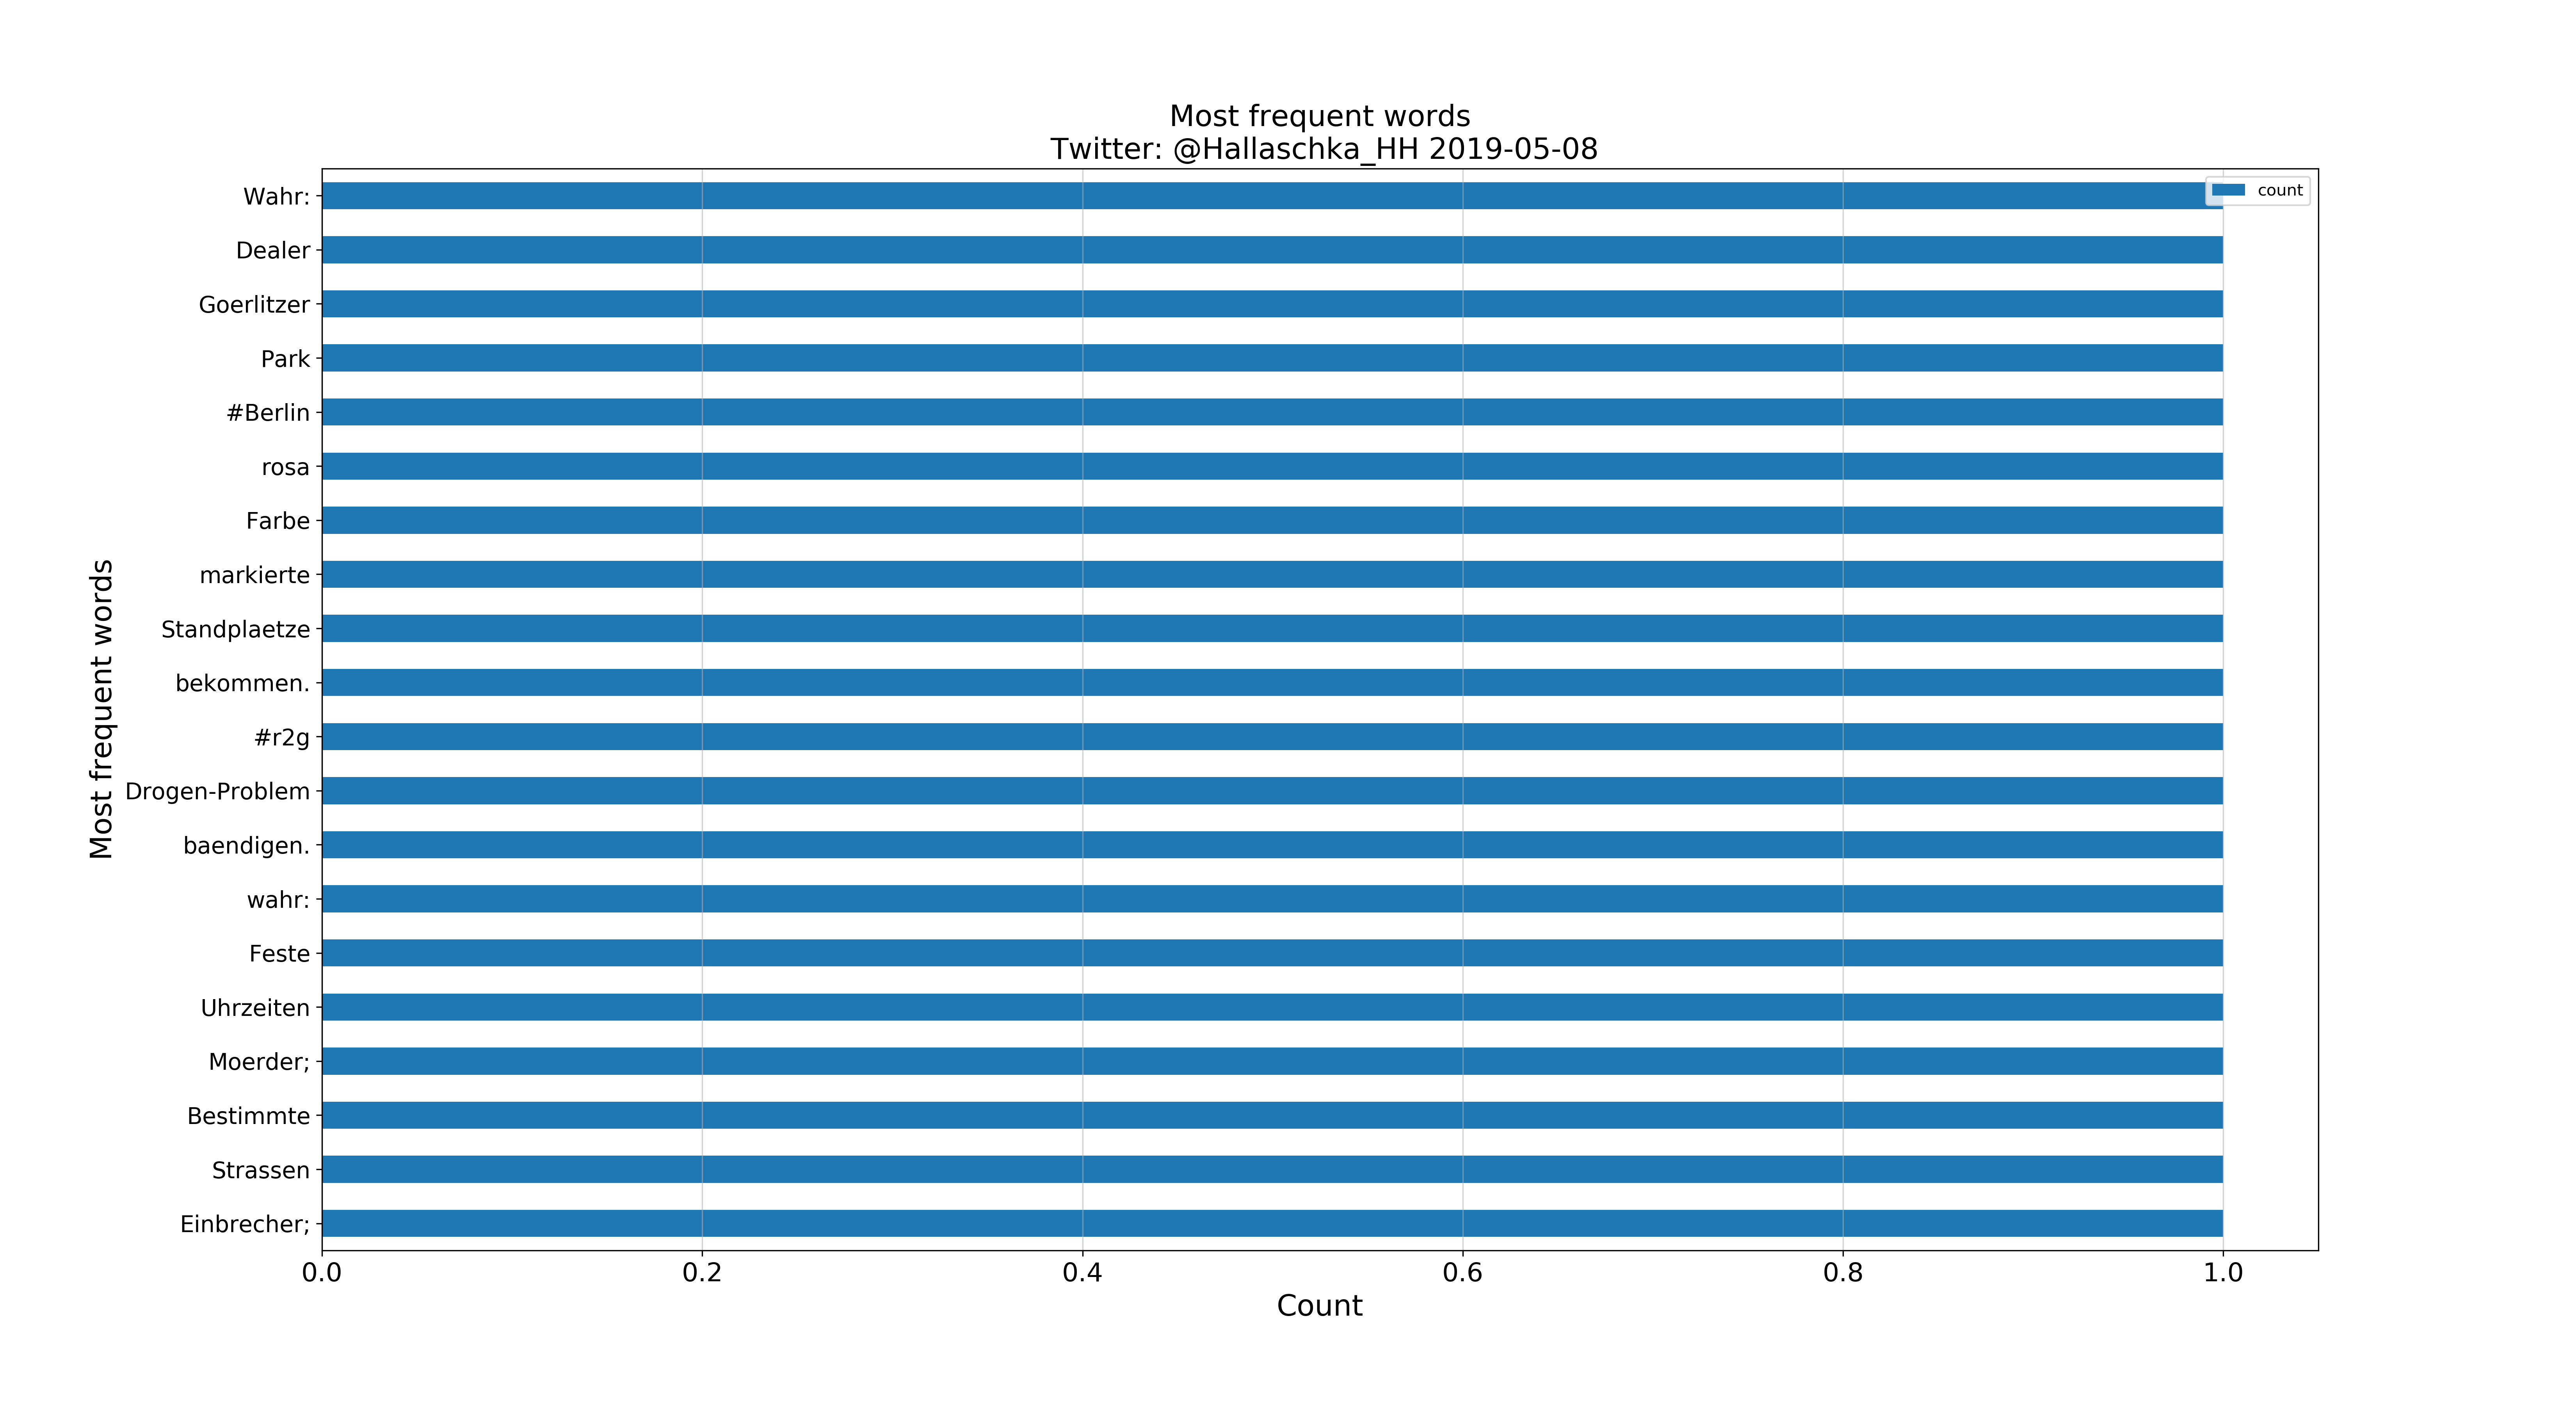 Most frequent words
Twitter: @Hallaschka_HH 2019-05-08
count
Most frequent words
Wahr:
Dealer
Goerlitzer
Park
#Berlin
rosa
Farbe
markierte
Standplaetze
bekommen.
#r2g
Drogen-Problem
baendigen.
wahr:
Feste
Uhrzeiten
Moerder;
Bestimmte
Strassen
Einbrecher;
0.0 0.2 0.4 0.6 0.8 1.0
Count